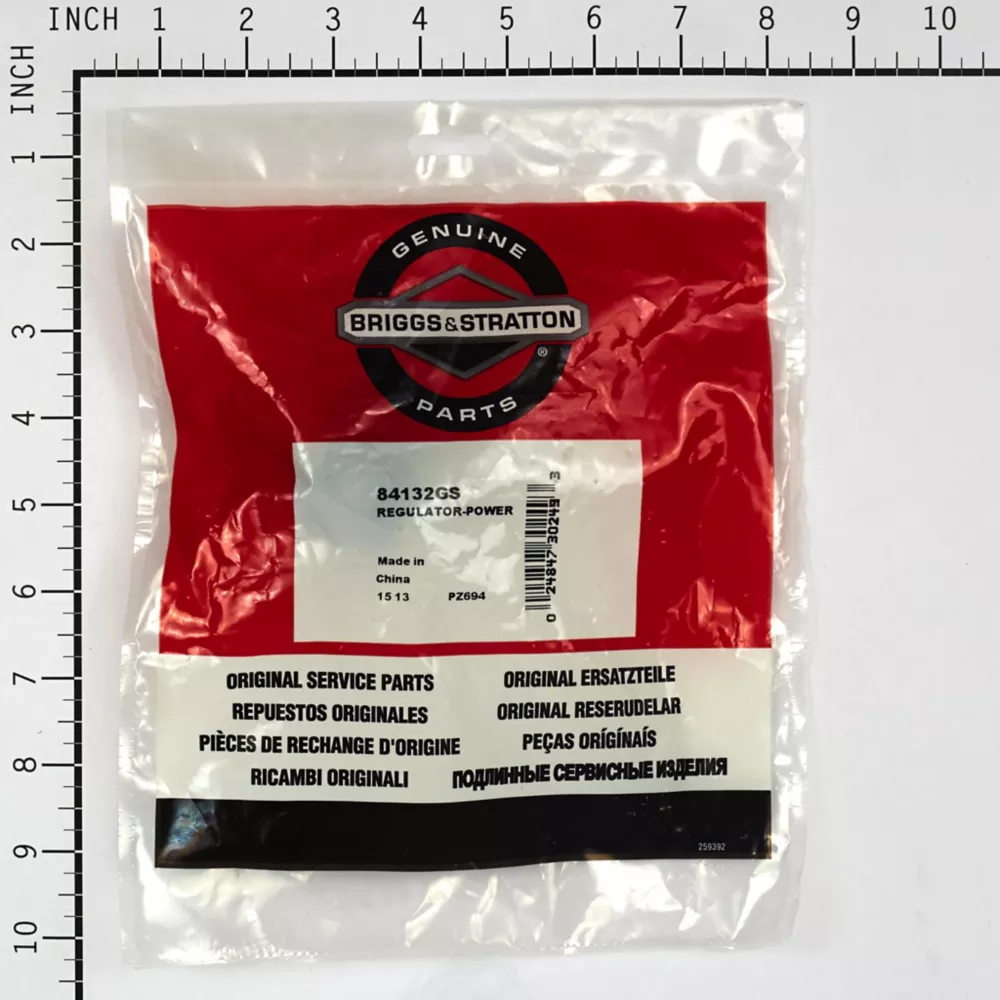 INCH 1 2 3 4 5 6 7 8 9 10
INCH 1 2 3 4 5 6 7 8 9 10
GENUINE
BRIGGS&STRATTON
®
PARTS
84132GS
REGULATOR-POWER
Made in
China
15 13 PZ694
0 24847 30249 3
ORIGINAL SERVICE PARTS
REPUESTOS ORIGINALES
PIÈCES DE RECHANGE D'ORIGINE
RICAMBI ORIGINALI
ORIGINAL ERSATZTEILE
ORIGINAL RESERUDELAR
PEÇAS ORÍGÍNAÍS
ПОДЛИННЫЕ СЕРВИСНЫЕ ИЗДЕЛИЯ
259392